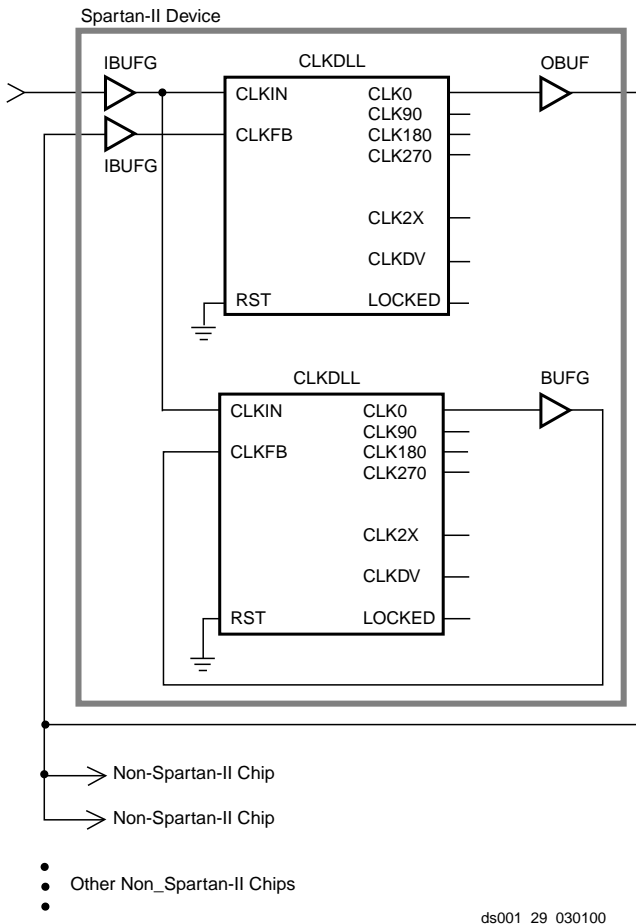 Spartan-II Device
IBUFG
CLKDLL
OBUF
CLKIN
CLK0
CLK90
CLKFB
CLK180
IBUFG
CLK270
CLK2X
CLKDV
RST
LOCKED
CLKDLL
BUFG
CLKIN
CLK0
CLK90
CLKFB
CLK180
CLK270
CLK2X
CLKDV
RST
LOCKED
Non-Spartan-II Chip
Non-Spartan-II Chip
Other Non_Spartan-II Chips
ds001_29_030100